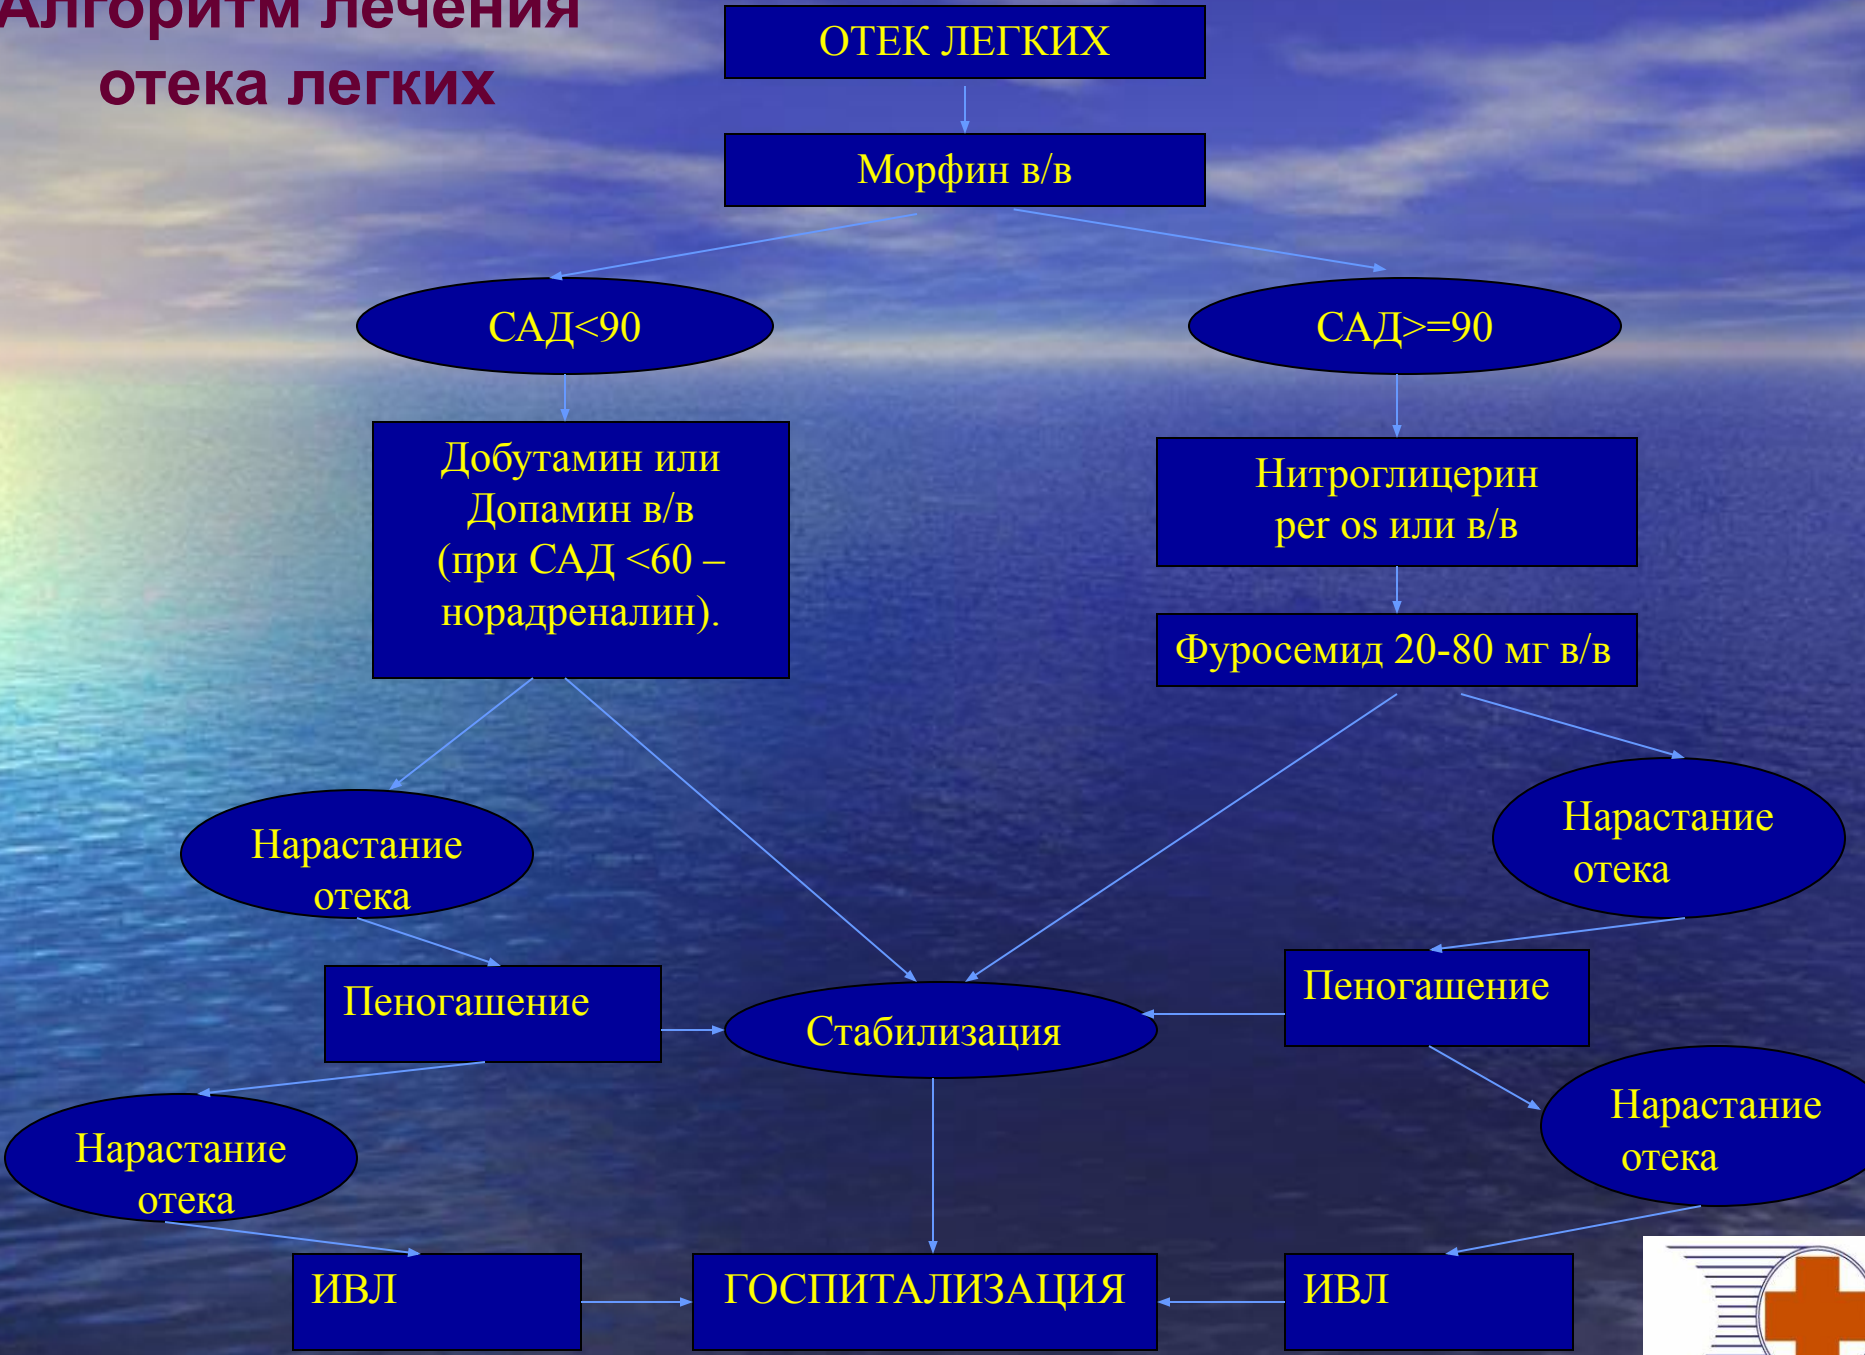 Алгоритм лечения
отека легких
ОТЕК ЛЕГКИХ
Морфин в/в
САД<90
САД>=90
Добутамин или
Допамин в/в
(при САД <60 –
норадреналин).
Нитроглицерин
per os или в/в
Фуросемид 20-80 мг в/в
Нарастание
отека
Нарастание
отека
Пеногашение
Пеногашение
Стабилизация
Нарастание
отека
Нарастание
отека
ИВЛ
ГОСПИТАЛИЗАЦИЯ
ИВЛ